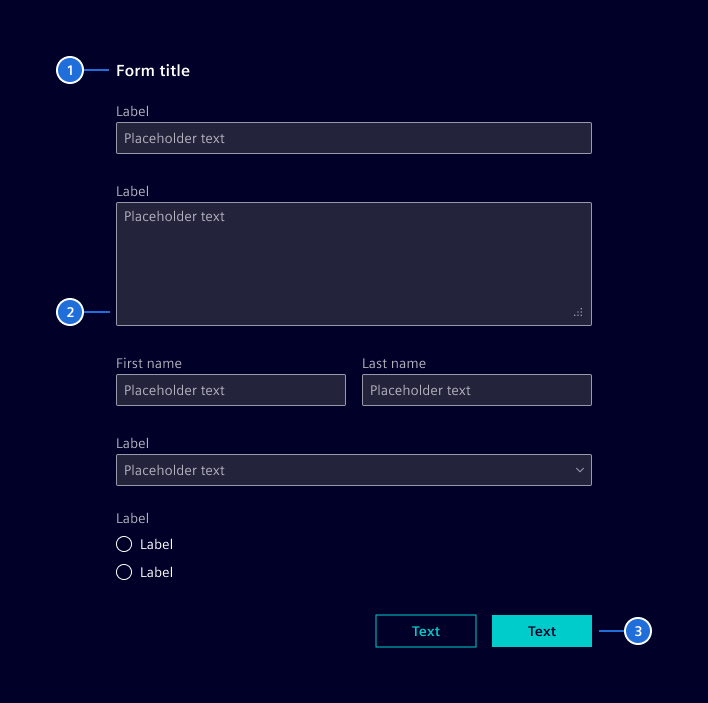 1 Form title
Label
Placeholder text
Label
Placeholder text
2
First name Last name
Placeholder text Placeholder text
Label
Placeholder text
Label
Label
Label
Text Text 3